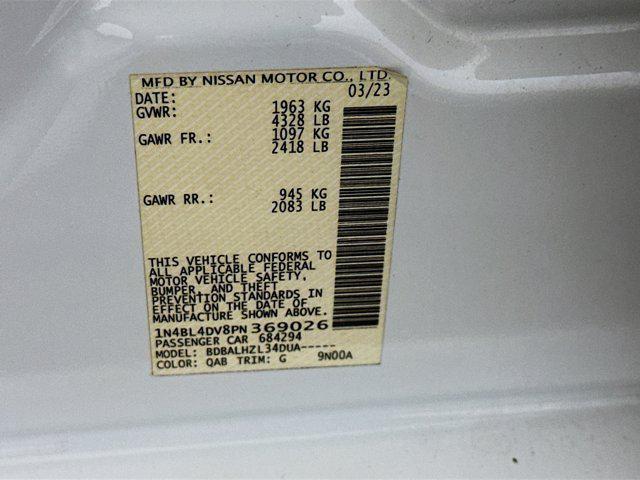 MFD BY NISSAN MOTOR CO., LTD.
DATE: 03/23
GVWR: 1963 KG
4328 LB
GAWR FR.: 1097 KG
2418 LB
GAWR RR.: 945 KG
2083 LB
THIS VEHICLE CONFORMS TO
ALL APPLICABLE FEDERAL
MOTOR VEHICLE SAFETY,
BUMPER, AND THEFT
PREVENTION STANDARDS IN
EFFECT ON THE DATE OF
MANUFACTURE SHOWN ABOVE.
1N4BL4DV8PN 369026
PASSENGER CAR 684294
MODEL: BDBALHZL34DUA-----
COLOR: QAB TRIM: G 9N00A